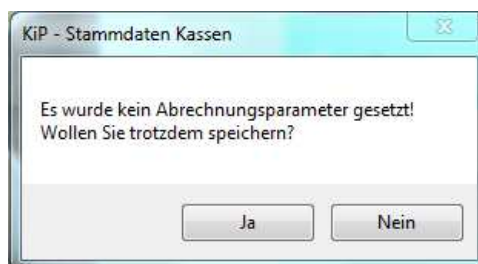 KiP - Stammdaten Kassen
Es wurde kein Abrechnungsparameter gesetzt!
Wollen Sie trotzdem speichern?
Ja
Nein